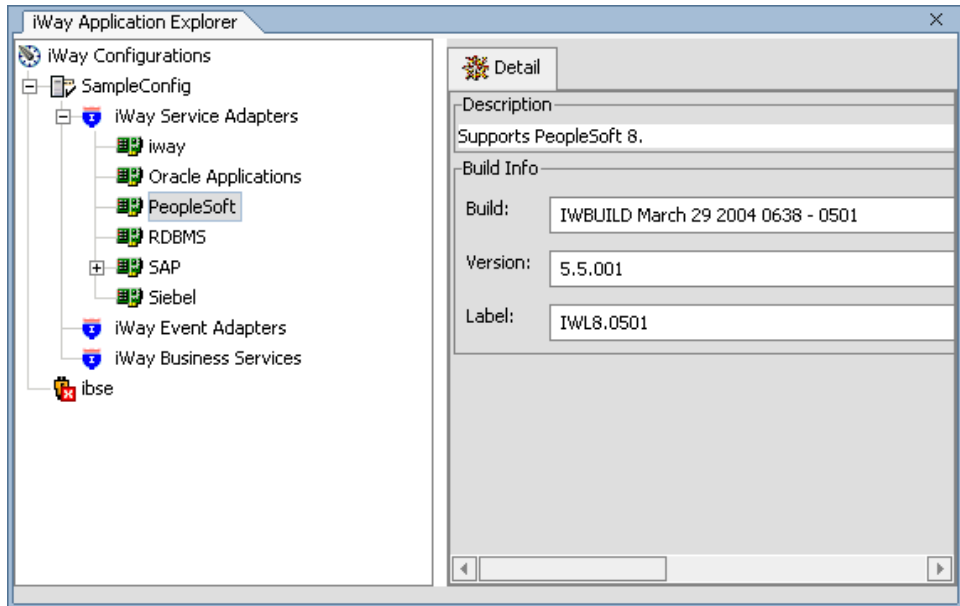 iWay Application Explorer
iWay Configurations
SampleConfig
iWay Service Adapters
iway
Oracle Applications
PeopleSoft
RDBMS
SAP
Siebel
iWay Event Adapters
iWay Business Services
ibse
Detail
Description
Supports PeopleSoft 8.
Build Info
Build: IWBUILD March 29 2004 0638 - 0501
Version: 5.5.001
Label: IWL8.0501